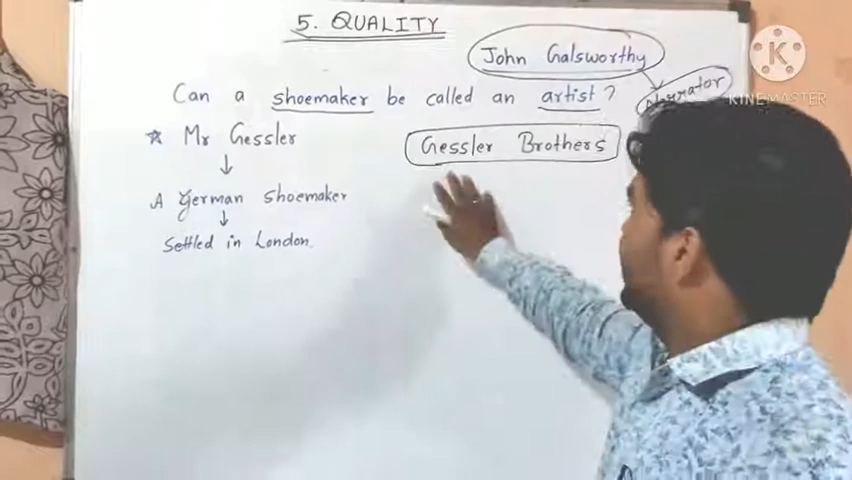 5. QUALITY
John Galsworthy
Narrator
Can a shoemaker be called an artist?
☆ Mr Gessler
Gessler Brothers
↓
A German shoemaker
↓
Settled in London.
K
KINEMASTER